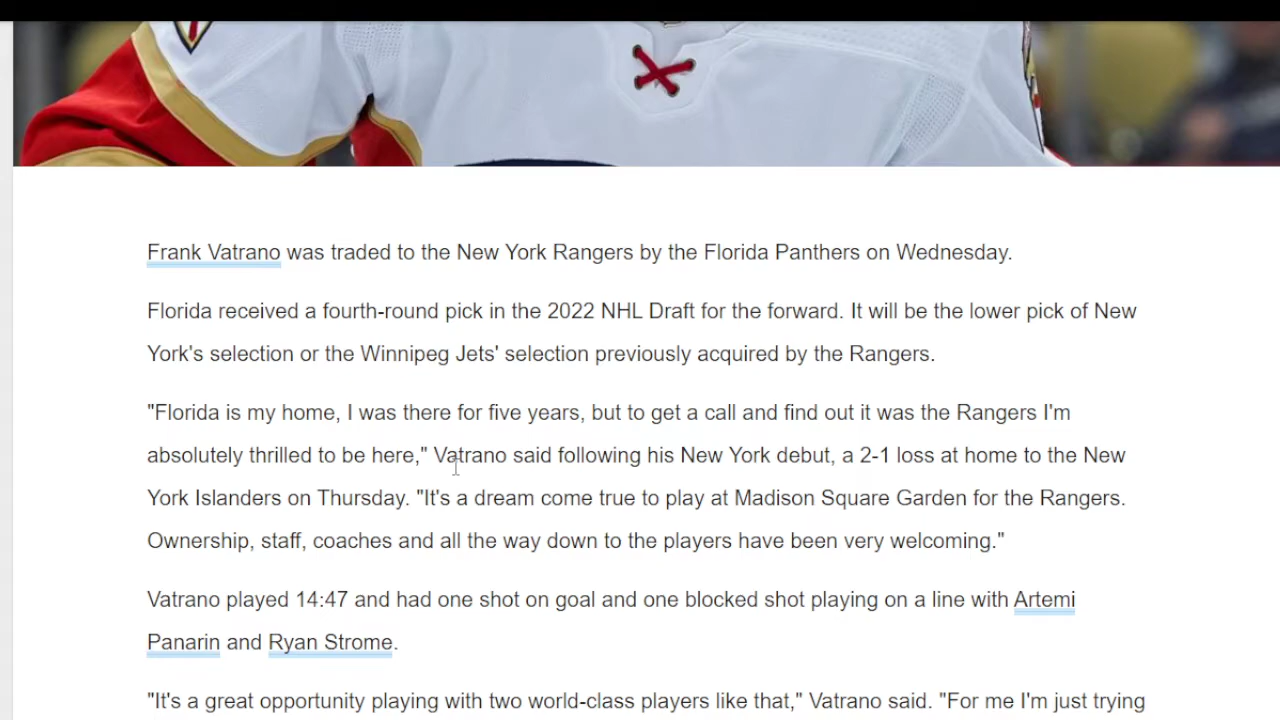 Frank Vatrano was traded to the New York Rangers by the Florida Panthers on Wednesday.
Florida received a fourth-round pick in the 2022 NHL Draft for the forward. It will be the lower pick of New
York's selection or the Winnipeg Jets' selection previously acquired by the Rangers.
"Florida is my home, I was there for five years, but to get a call and find out it was the Rangers I'm
absolutely thrilled to be here," Vatrano said following his New York debut, a 2-1 loss at home to the New
York Islanders on Thursday. "It's a dream come true to play at Madison Square Garden for the Rangers.
Ownership, staff, coaches and all the way down to the players have been very welcoming."
Vatrano played 14:47 and had one shot on goal and one blocked shot playing on a line with Artemi
Panarin and Ryan Strome.
"It's a great opportunity playing with two world-class players like that," Vatrano said. "For me I'm just trying